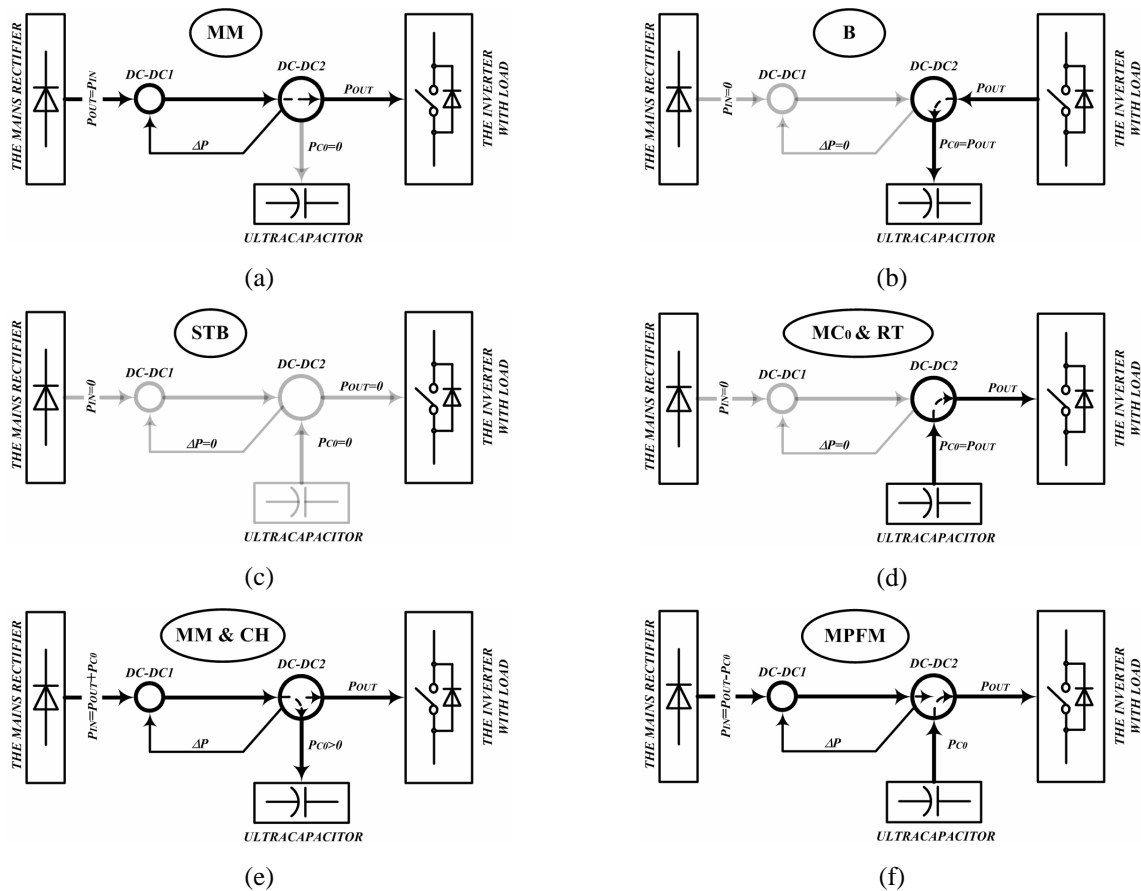 THE MAINS RECTIFIER
POUT=PIN
MM
DC-DC1
DC-DC2
POUT
ΔP
PC0=0
ULTRACAPACITOR
THE INVERTER
WITH LOAD
(a)
THE MAINS RECTIFIER
PIN=0
B
DC-DC1
DC-DC2
POUT
ΔP=0
PC0=POUT
ULTRACAPACITOR
THE INVERTER
WITH LOAD
(b)
THE MAINS RECTIFIER
PIN=0
STB
DC-DC1
DC-DC2
POUT=0
ΔP=0
PC0=0
ULTRACAPACITOR
THE INVERTER
WITH LOAD
(c)
THE MAINS RECTIFIER
PIN=0
MC0 & RT
DC-DC1
DC-DC2
POUT
ΔP=0
PC0=POUT
ULTRACAPACITOR
THE INVERTER
WITH LOAD
(d)
THE MAINS RECTIFIER
PIN=POUT+PC0
MM & CH
DC-DC1
DC-DC2
POUT
ΔP
PC0>0
ULTRACAPACITOR
THE INVERTER
WITH LOAD
(e)
THE MAINS RECTIFIER
PIN=POUT-PC0
MPFM
DC-DC1
DC-DC2
POUT
ΔP
PC0
ULTRACAPACITOR
THE INVERTER
WITH LOAD
(f)